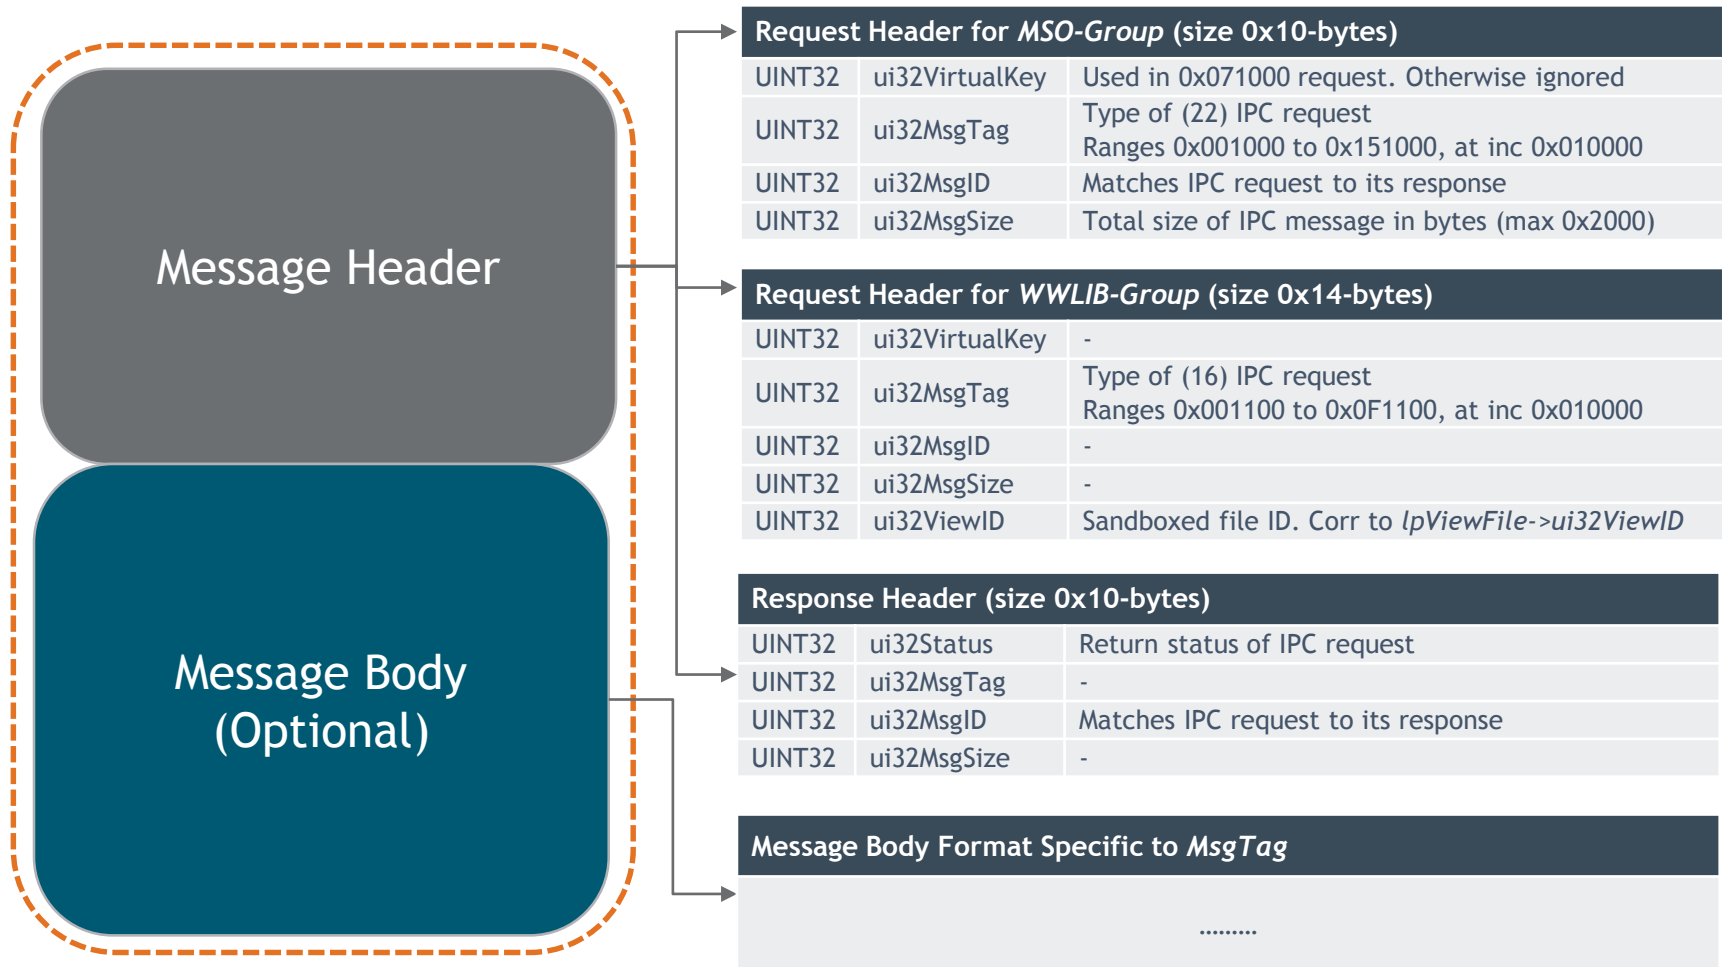 Message Header
Message Body
(Optional)
Request Header for MSO-Group (size 0x10-bytes)
UINT32 ui32VirtualKey Used in 0x071000 request. Otherwise ignored
UINT32 ui32MsgTag Type of (22) IPC request
Ranges 0x001000 to 0x151000, at inc 0x010000
UINT32 ui32MsgID Matches IPC request to its response
UINT32 ui32MsgSize Total size of IPC message in bytes (max 0x2000)
Request Header for WWLIB-Group (size 0x14-bytes)
UINT32 ui32VirtualKey -
UINT32 ui32MsgTag Type of (16) IPC request
Ranges 0x001100 to 0x0F1100, at inc 0x010000
UINT32 ui32MsgID -
UINT32 ui32MsgSize -
UINT32 ui32ViewID Sandboxed file ID. Corr to lpViewFile->ui32ViewID
Response Header (size 0x10-bytes)
UINT32 ui32Status Return status of IPC request
UINT32 ui32MsgTag -
UINT32 ui32MsgID Matches IPC request to its response
UINT32 ui32MsgSize -
Message Body Format Specific to MsgTag
.........